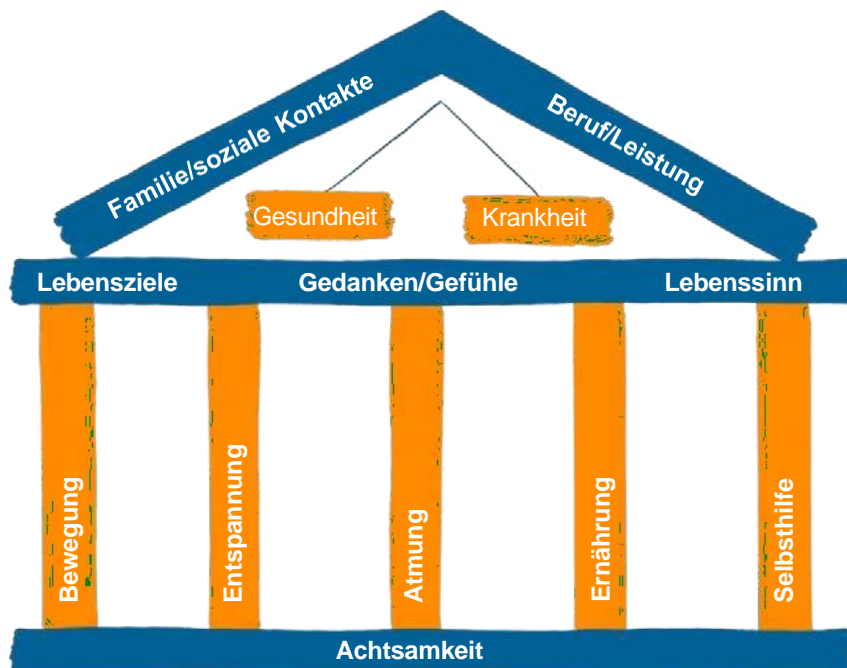 Familie/soziale Kontakte
Beruf/Leistung
Gesundheit
Krankheit
Lebensziele
Gedanken/Gefühle
Lebenssinn
Bewegung
Entspannung
Atmung
Ernährung
Selbsthilfe
Achtsamkeit